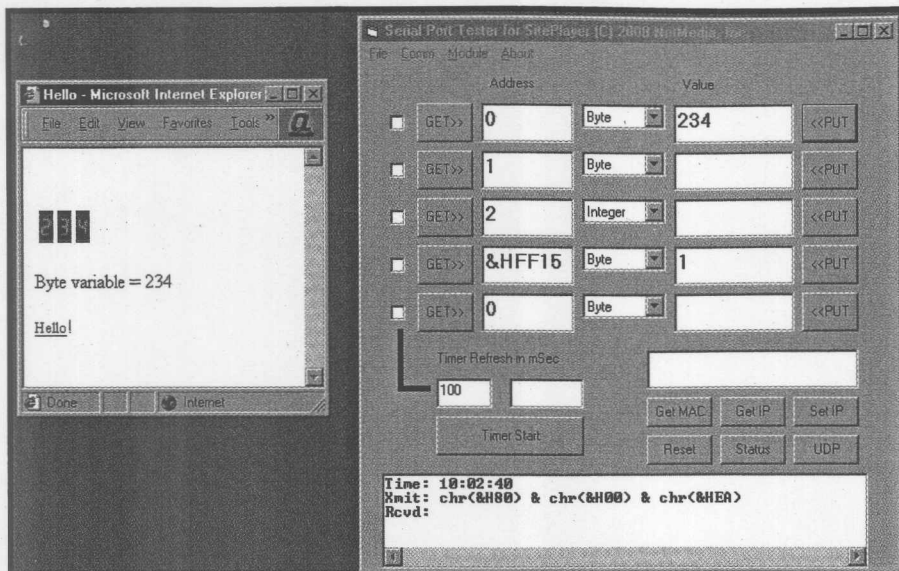 Hello - Microsoft Internet Explorer
File Edit View Favorites Tools »
234
Byte variable = 234
Hello!
Done Internet
Serial Port Tester for SitePlayer (C) 2000 NetMedia, Inc.
File Comm Module About
Address Value
GET>> 0 Byte 234 <<PUT
GET>> 1 Byte <<PUT
GET>> 2 Integer <<PUT
GET>> &HFF15 Byte 1 <<PUT
GET>> 0 Byte <<PUT
Timer Refresh in mSec
100
Timer Start
Get MAC Get IP Set IP
Reset Status UDP
Time: 10:02:40
Xmit: chr(&H80) & chr(&H00) & chr(&HEA)
Rcvd: